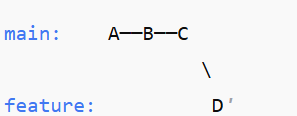 main:    A──B──C
                \
feature:         D'